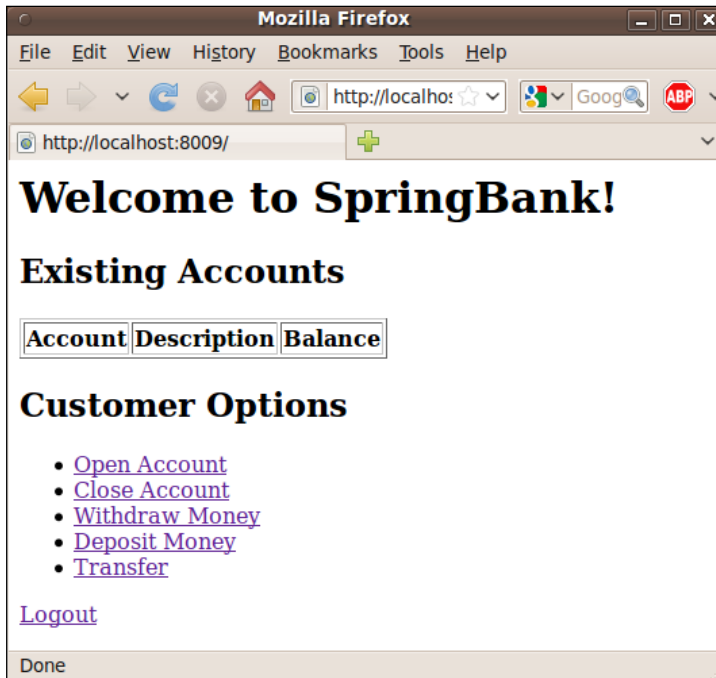 Mozilla Firefox
File Edit View History Bookmarks Tools Help
http://localhos Goog ABP
http://localhost:8009/
Welcome to SpringBank!
Existing Accounts
Account Description Balance
Customer Options
Open Account
Close Account
Withdraw Money
Deposit Money
Transfer
Logout
Done